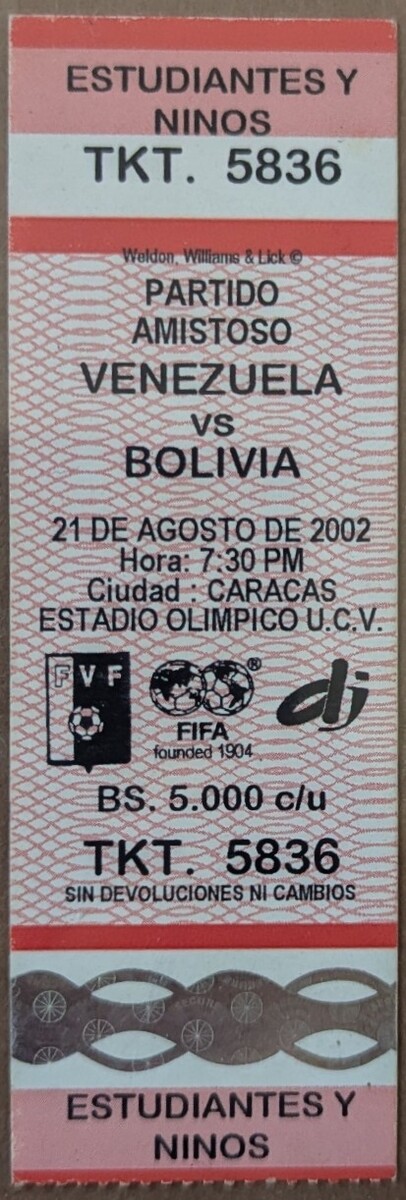 ESTUDIANTES Y
NINOS
TKT. 5836
Weldon, Williams & Lick ©
PARTIDO
AMISTOSO
VENEZUELA
vs
BOLIVIA
21 DE AGOSTO DE 2002
Hora: 7:30 PM
Ciudad : CARACAS
ESTADIO OLIMPICO U.C.V.
FVF
®
dj
FIFA
founded 1904
BS. 5.000 c/u
TKT. 5836
SIN DEVOLUCIONES NI CAMBIOS
ESTUDIANTES Y
NINOS